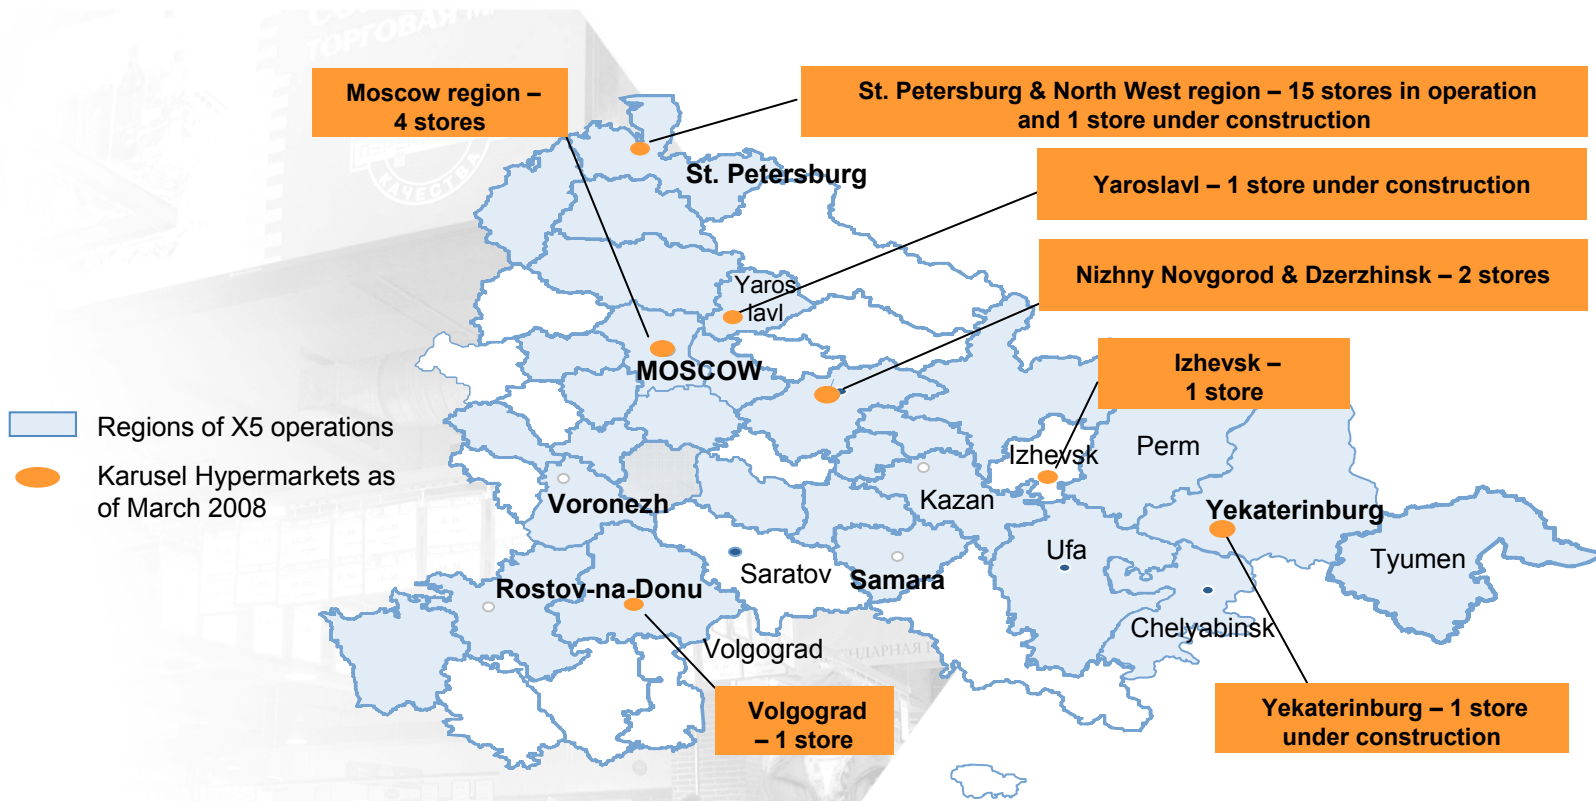 ТОРГОВАЯ
Moscow region –
4 stores
St. Petersburg & North West region – 15 stores in operation
and 1 store under construction
КАЧЕСТВА
St. Petersburg
Yaroslavl – 1 store under construction
Nizhny Novgorod & Dzerzhinsk – 2 stores
Yaros
lavl
MOSCOW
Izhevsk –
1 store
Regions of X5 operations
Karusel Hypermarkets as
of March 2008
Izhevsk
Perm
Voronezh
Kazan
Yekaterinburg
Ufa
Tyumen
Saratov
Samara
Rostov-na-Donu
Chelyabinsk
Volgograd
Volgograd
– 1 store
Yekaterinburg – 1 store
under construction